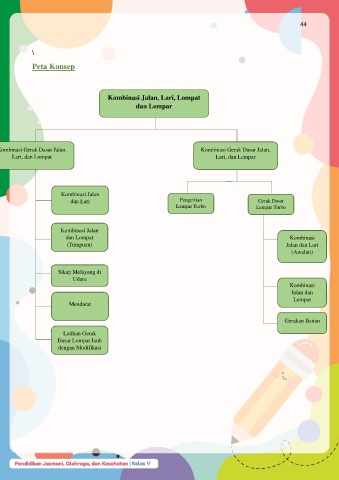 44
\
Peta Konsep
Kombinasi Jalan, Lari, Lompat
dan Lempar
Kombinasi Gerak Dasar Jalan,
Lari, dan Lompat
Kombinasi Gerak Dasar Jalan,
Lari, dan Lempar
Kombinasi Jalan
dan Lari
Kombinasi Jalan
dan Lompat
(Tumpuan)
Sikap Melayang di
Udara
Mendarat
Latihan Gerak
Dasar Lompat Jauh
dengan Modifikasi
Pengertian
Lempar Turbo
Gerak Dasar
Lempar Turbo
Kombinasi
Jalan dan Lari
(Awalan)
Kombinasi
Jalan dan
Lempar
Gerakan Ikutan
Pendidikan Jasmani, Olahraga, dan Kesehatan | Kelas V